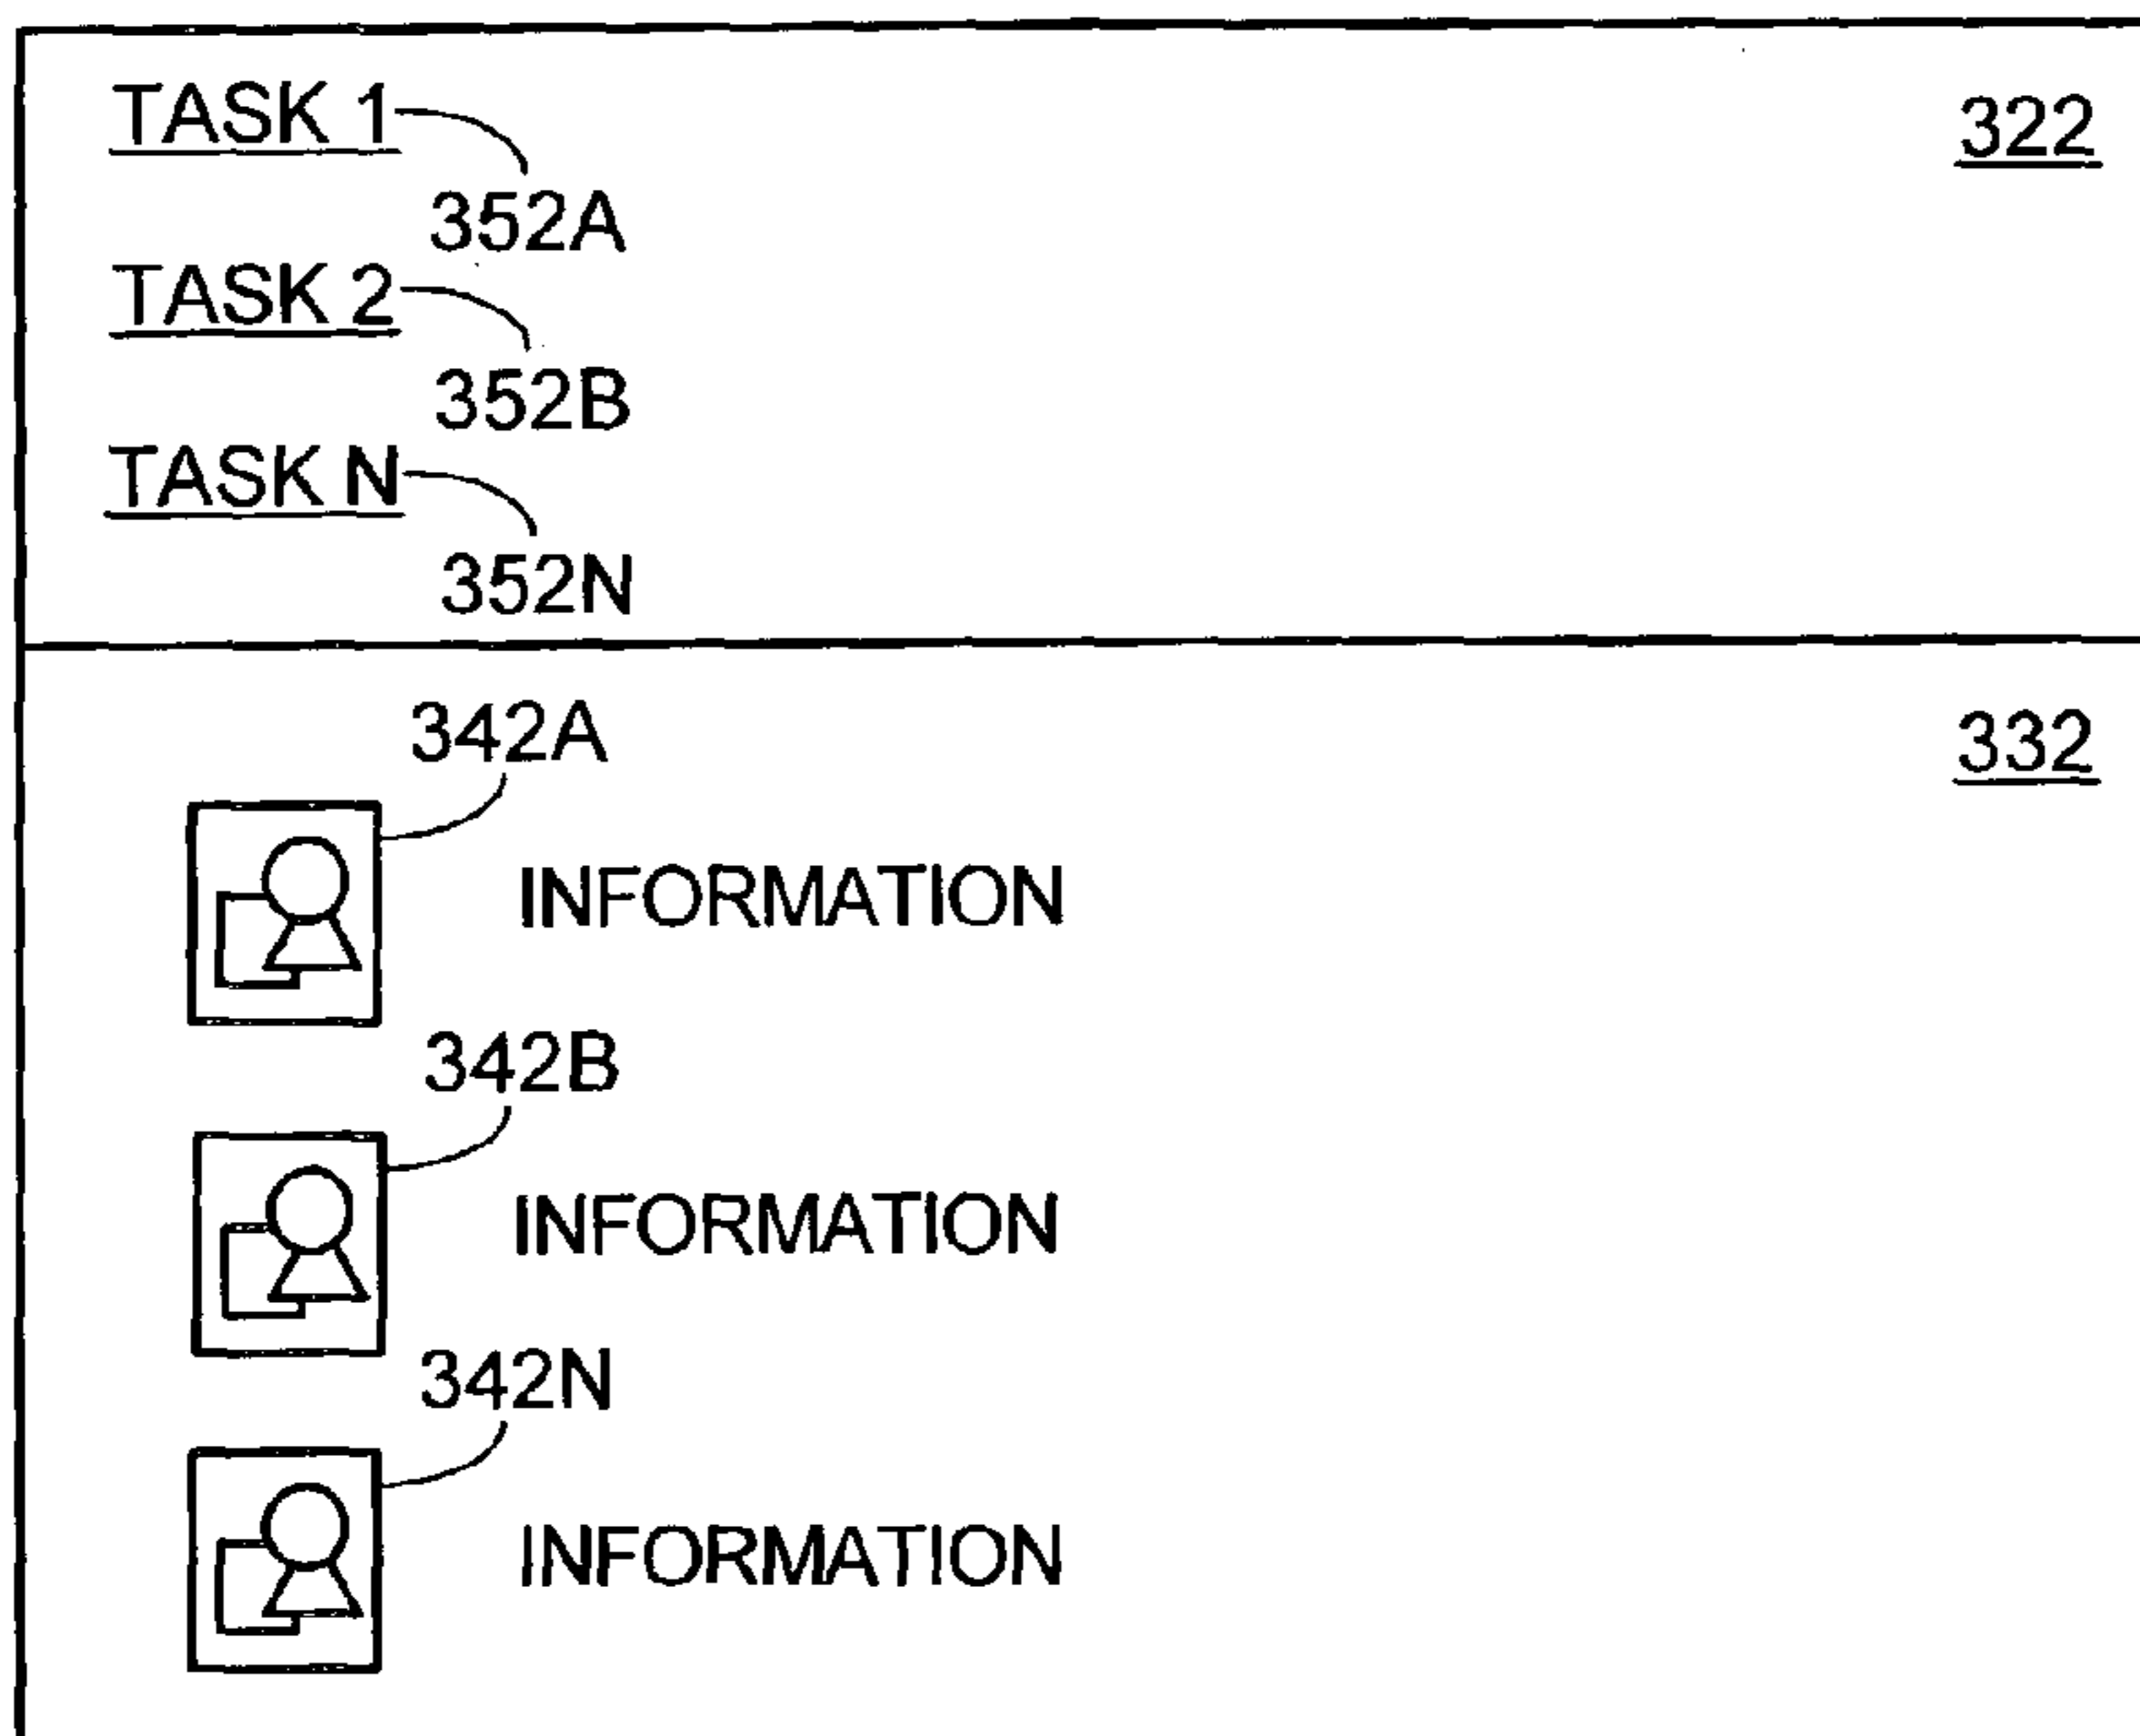 TASK 1
322
352A
TASK 2
352B
TASK N
352N
342A
332
INFORMATION
342B
INFORMATION
342N
INFORMATION